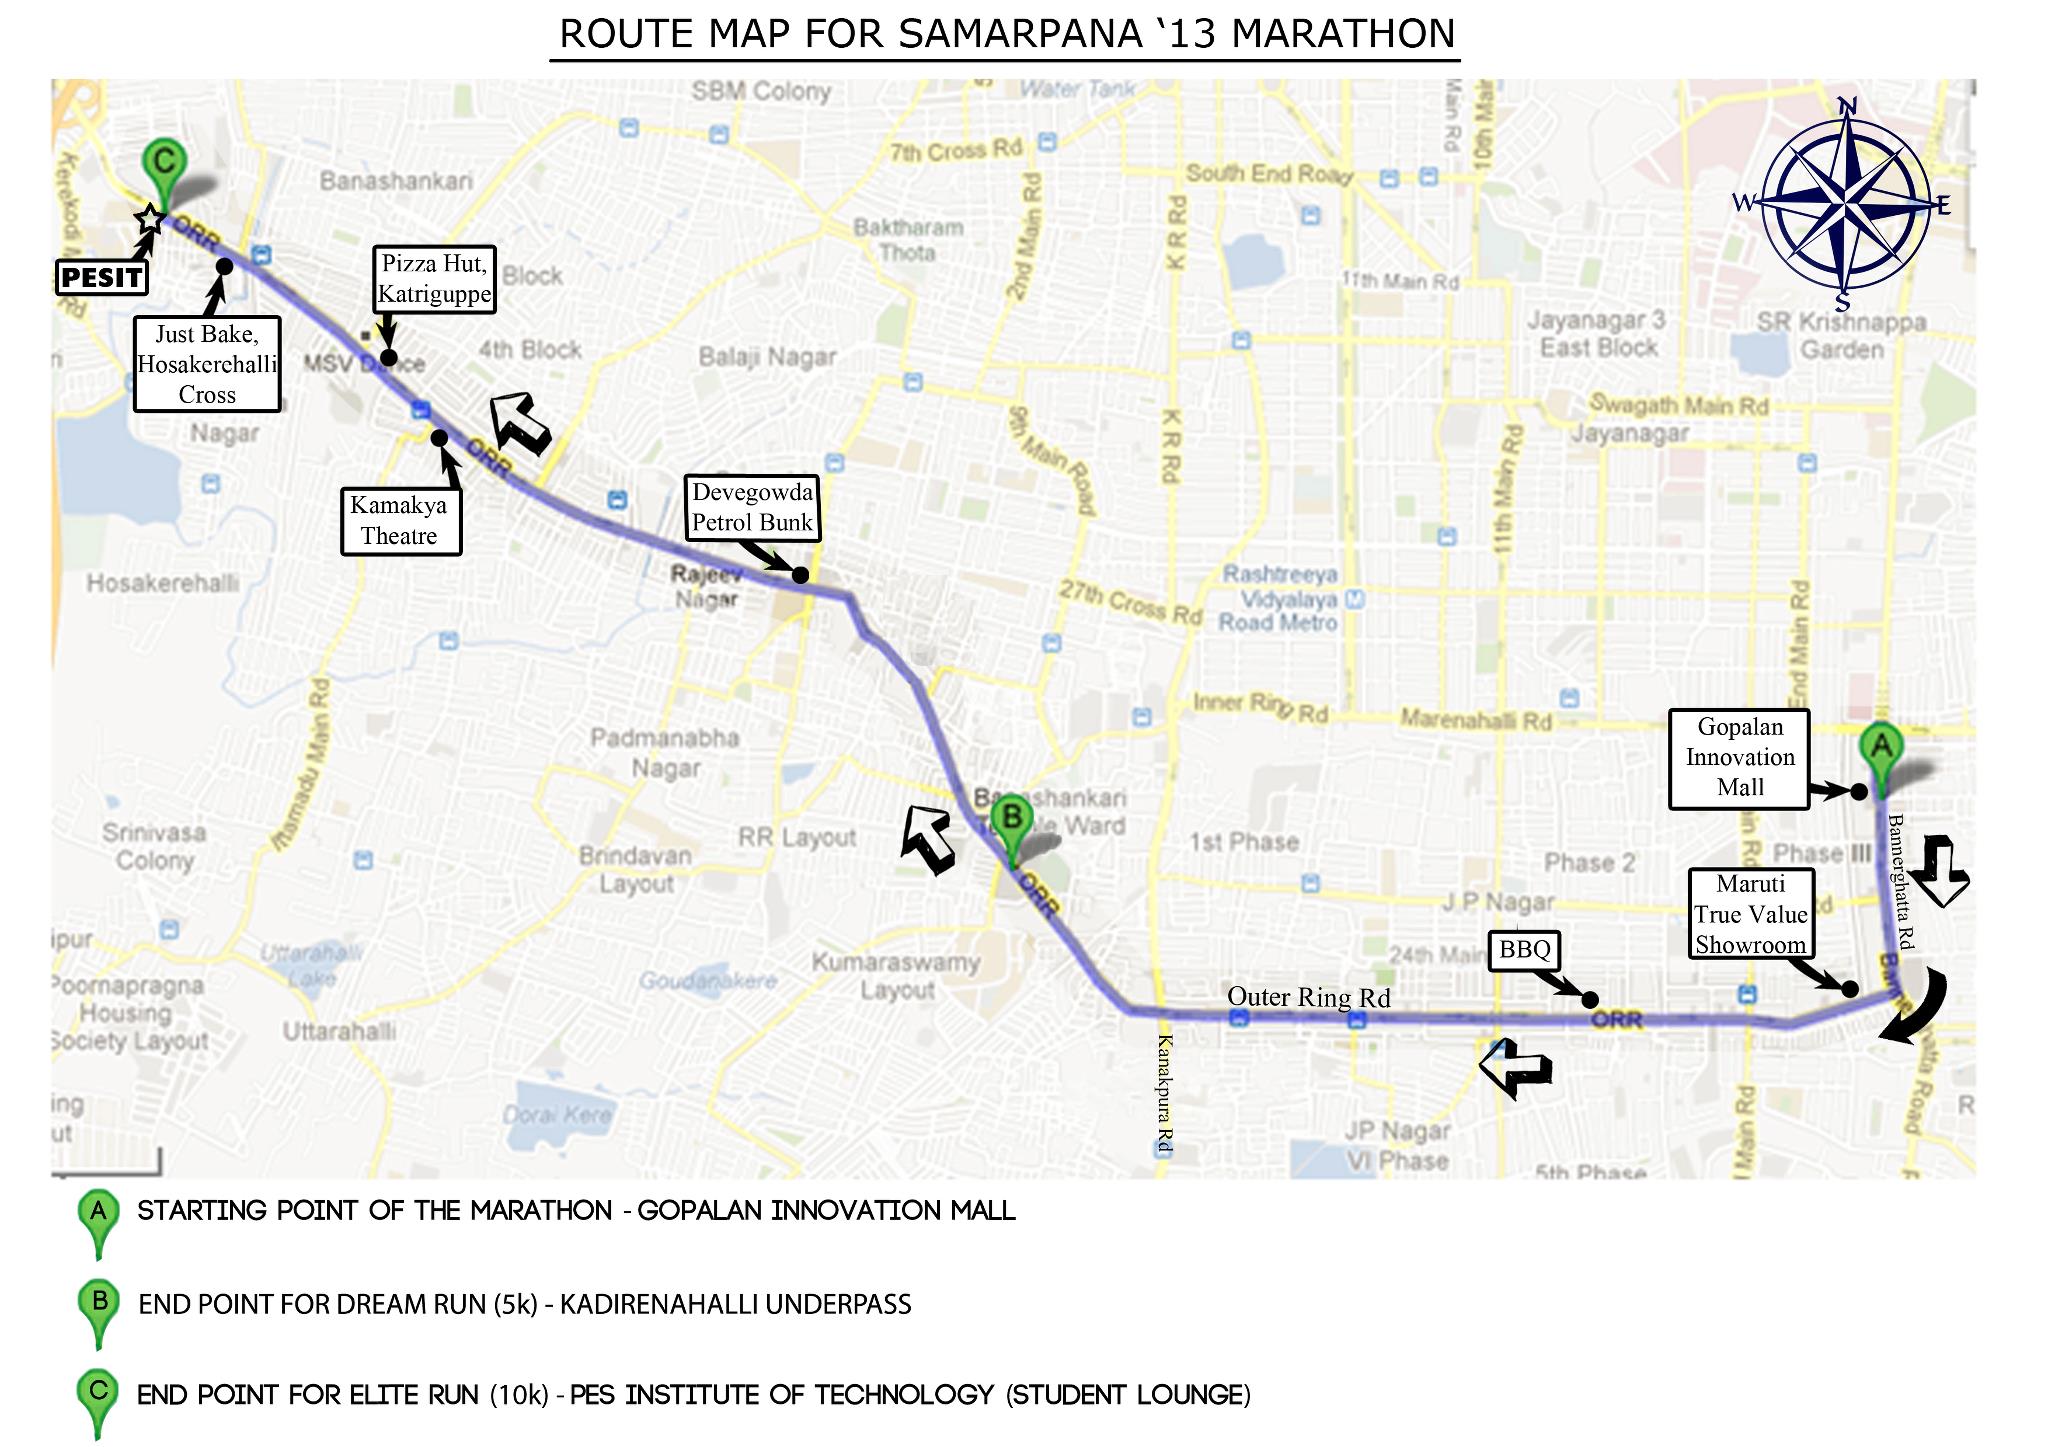 ROUTE MAP FOR SAMARPANA ‘13 MARATHON
SBM Colony
Water Tank
Main Rd
10th Main
N
W
E
S
7th Cross Rd
South End Road
C
Banashankari
Baktharam
Thota
2nd Main Rd
K R Rd
11th Main Rd
ORR
PESIT
Pizza Hut,
Katriguppe
Block
Just Bake,
Hosakerehalli
Cross
MSV Dance
4th Block
Balaji Nagar
Jayanagar 3
East Block
SR Krishnappa
Garden
Nagar
ORR
9th Main Road
K R Rd
Swagath Main Rd
Jayanagar
11th Main Rd
Kamakya
Theatre
Devegowda
Petrol Bunk
Hosakerehalli
Rajeev
Nagar
27th Cross Rd
Rashtreeya
Vidyalaya
Road Metro
End Main Rd
Inner Ring Rd
Marenahalli Rd
Padmanabha
Nagar
Gopalan
Innovation
Mall
A
Banashankari
Temple Ward
B
Srinivasa
Colony
Brindavan
Layout
RR Layout
1st Phase
Phase 2
Phase III
Bannerghatta Rd
Maruti
True Value
Showroom
Rd
ORR
J P Nagar
24th Main
BBQ
Uttarahalli
Lake
Goudanakere
Kumaraswamy
Layout
Outer Ring Rd
ORR
ipur
Poornapragna
Housing
Society Layout
Uttarahalli
Kanakpura Rd
Dorai Kere
JP Nagar
VI Phase
5th Phase
Main Rd
ing
ut
A STARTING POINT OF THE MARATHON - GOPALAN INNOVATION MALL
B END POINT FOR DREAM RUN (5k) - KADIRENAHALLI UNDERPASS
C END POINT FOR ELITE RUN (10k) - PES INSTITUTE OF TECHNOLOGY (STUDENT LOUNGE)